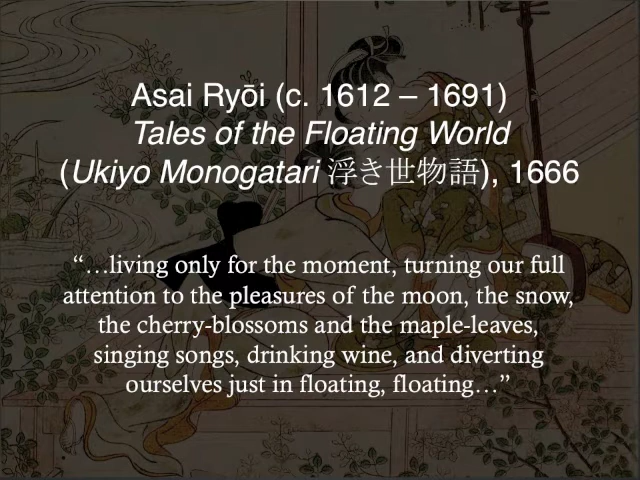 Asai Ryōi (c. 1612 – 1691)
Tales of the Floating World
(Ukiyo Monogatari 浮き世物語), 1666
“…living only for the moment, turning our full
attention to the pleasures of the moon, the snow,
the cherry-blossoms and the maple-leaves,
singing songs, drinking wine, and diverting
ourselves just in floating, floating…”